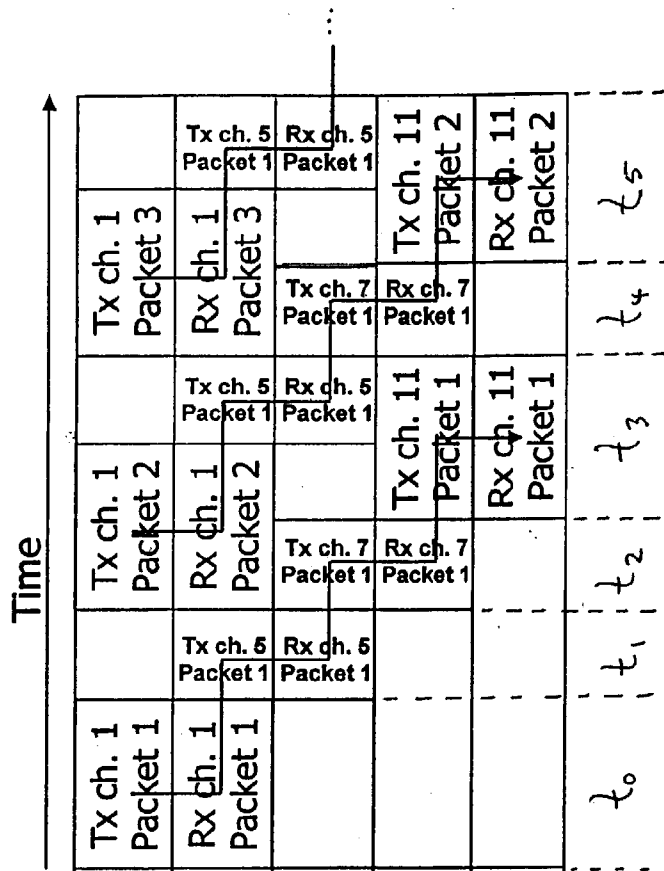 Time
Tx ch. 1
Packet 1
Rx ch. 1
Packet 1
Tx ch. 5
Packet 1
Rx ch. 5
Packet 1
Tx ch. 1
Packet 2
Rx ch. 1
Packet 2
Tx ch. 7
Packet 1
Rx ch. 7
Packet 1
Tx ch. 5
Packet 1
Rx ch. 5
Packet 1
Tx ch. 11
Packet 1
Rx ch. 11
Packet 1
Tx ch. 1
Packet 3
Rx ch. 1
Packet 3
Tx ch. 7
Packet 1
Rx ch. 7
Packet 1
Tx ch. 5
Packet 1
Rx ch. 5
Packet 1
Tx ch. 11
Packet 2
Rx ch. 11
Packet 2
...
t₀
t₁
t₂
t₃
t₄
t₅